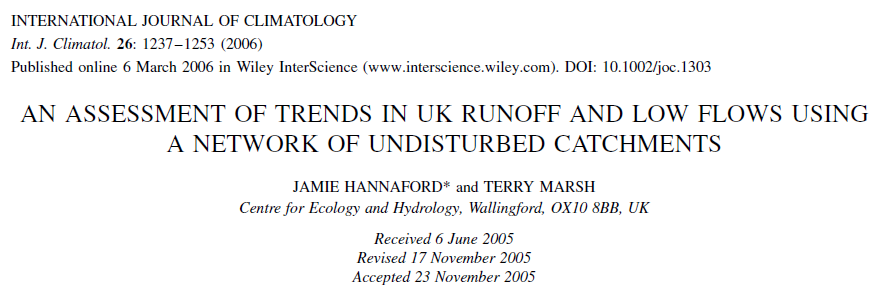 INTERNATIONAL JOURNAL OF CLIMATOLOGY
Int. J. Climatol. 26: 1237–1253 (2006)
Published online 6 March 2006 in Wiley InterScience (www.interscience.wiley.com). DOI: 10.1002/joc.1303
AN ASSESSMENT OF TRENDS IN UK RUNOFF AND LOW FLOWS USING
A NETWORK OF UNDISTURBED CATCHMENTS
JAMIE HANNAFORD* and TERRY MARSH
Centre for Ecology and Hydrology, Wallingford, OX10 8BB, UK
Received 6 June 2005
Revised 17 November 2005
Accepted 23 November 2005